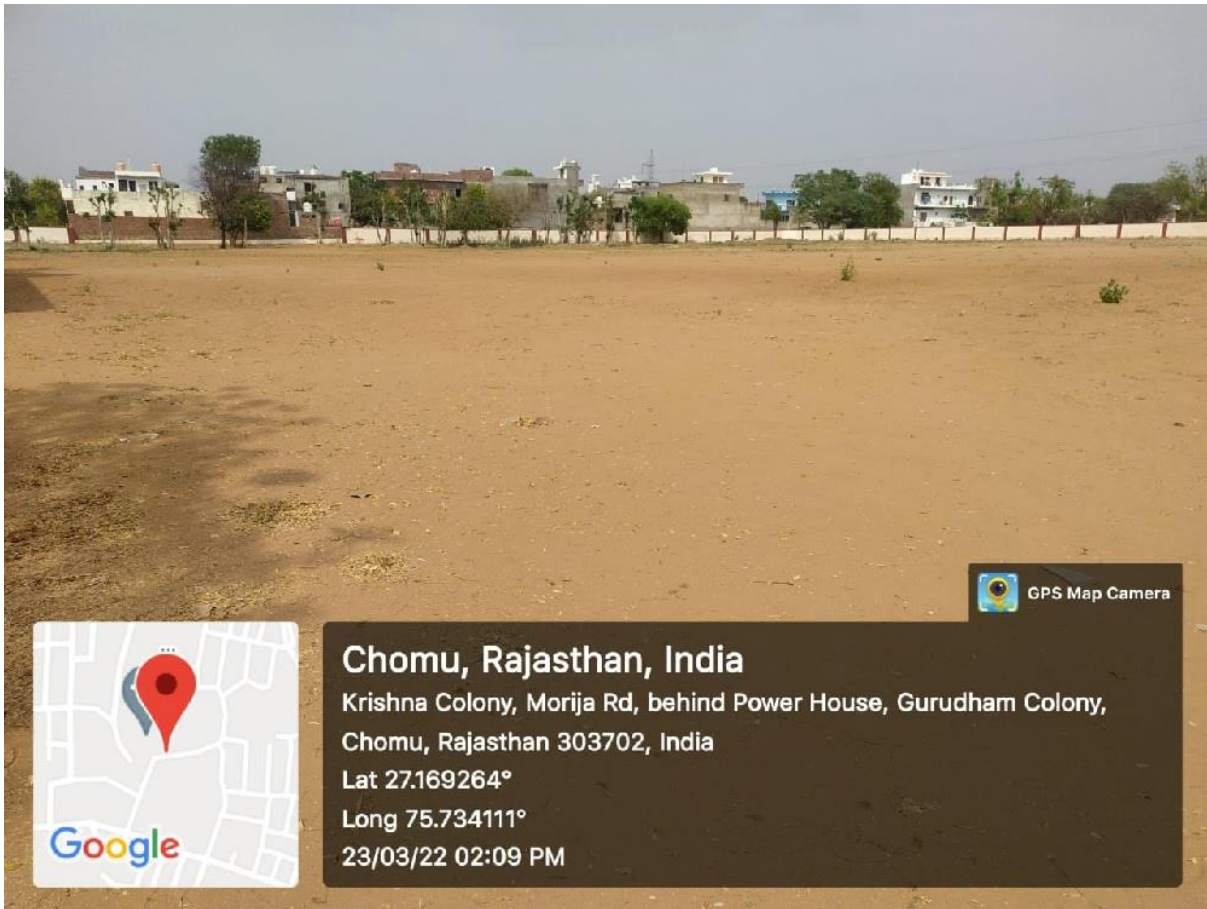 GPS Map Camera
Chomu, Rajasthan, India
Krishna Colony, Morija Rd, behind Power House, Gurudham Colony,
Chomu, Rajasthan 303702, India
Lat 27.169264°
Long 75.734111°
23/03/22 02:09 PM
Google